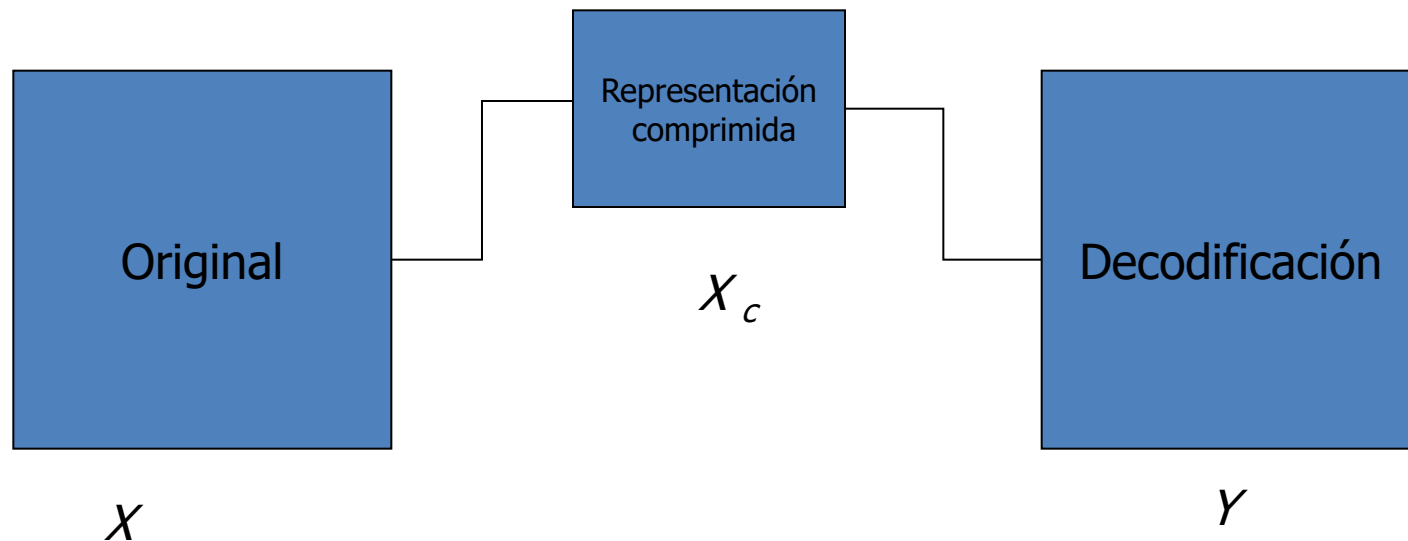 Original
X
Representación
comprimida
X c
Decodificación
Y